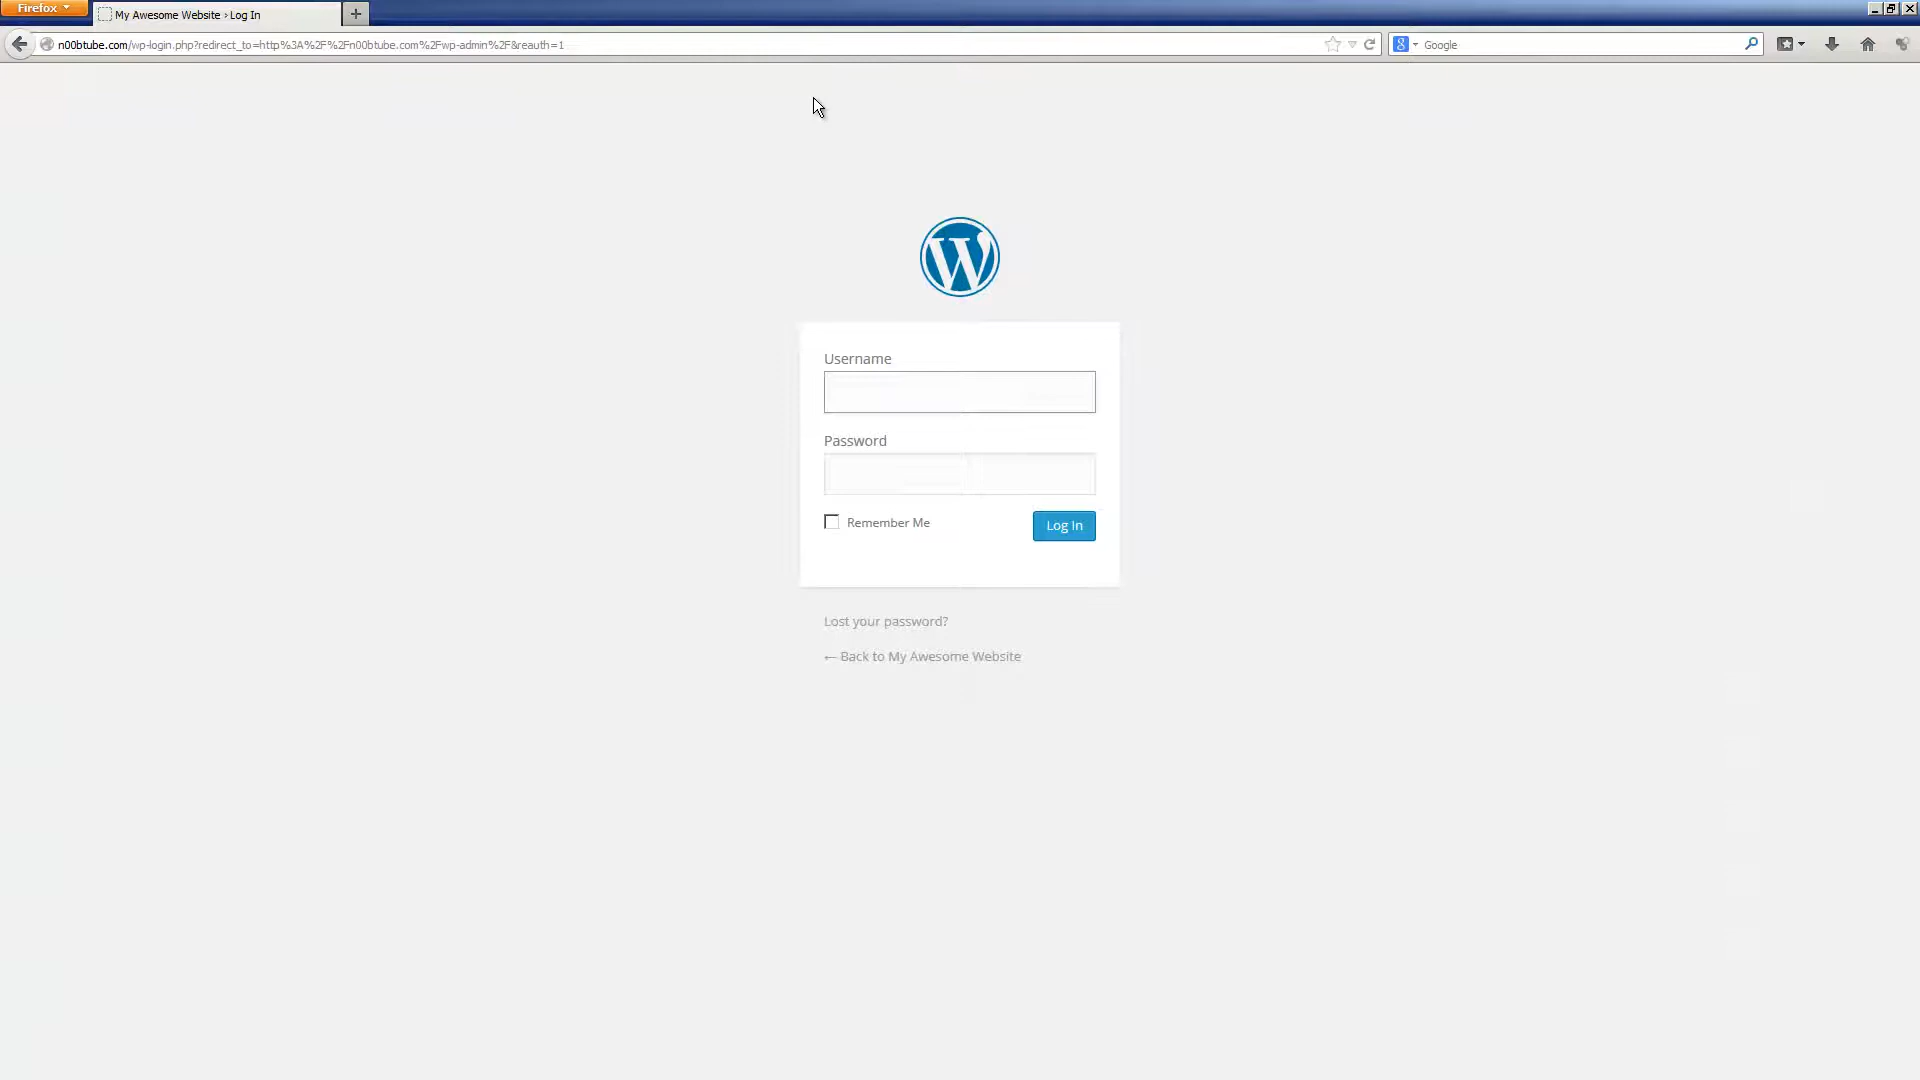 Firefox
My Awesome Website › Log In
n00btube.com/wp-login.php?redirect_to=http%3A%2F%2Fn00btube.com%2Fwp-admin%2F&reauth=1
Google
Username
Password
Remember Me
Log In
Lost your password?
← Back to My Awesome Website